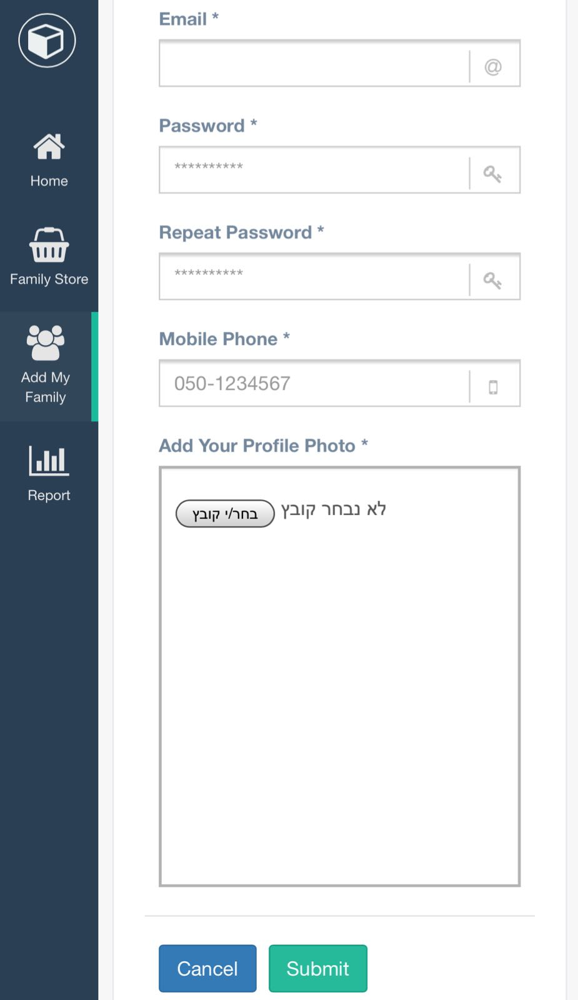 Email *
@
Password *
**********
Repeat Password *
**********
Mobile Phone *
050-1234567
Add Your Profile Photo *
בחר/י קובץ לא נבחר קובץ
Cancel Submit
Home
Family Store
Add My
Family
Report